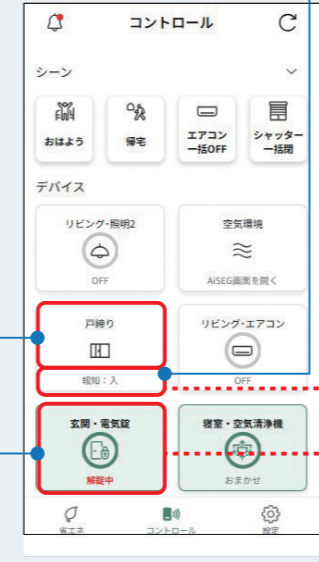 コントロール
シーン
おはよう
帰宅
エアコン
一括OFF
シャッター
一括閉
デバイス
リビング・照明2
OFF
空気環境
AiSEG画面を開く
戸締り
報知：入
リビング・エアコン
OFF
玄関・電気錠
解錠中
寝室・空気清浄機
おまかせ
省エネ
コントロール
設定